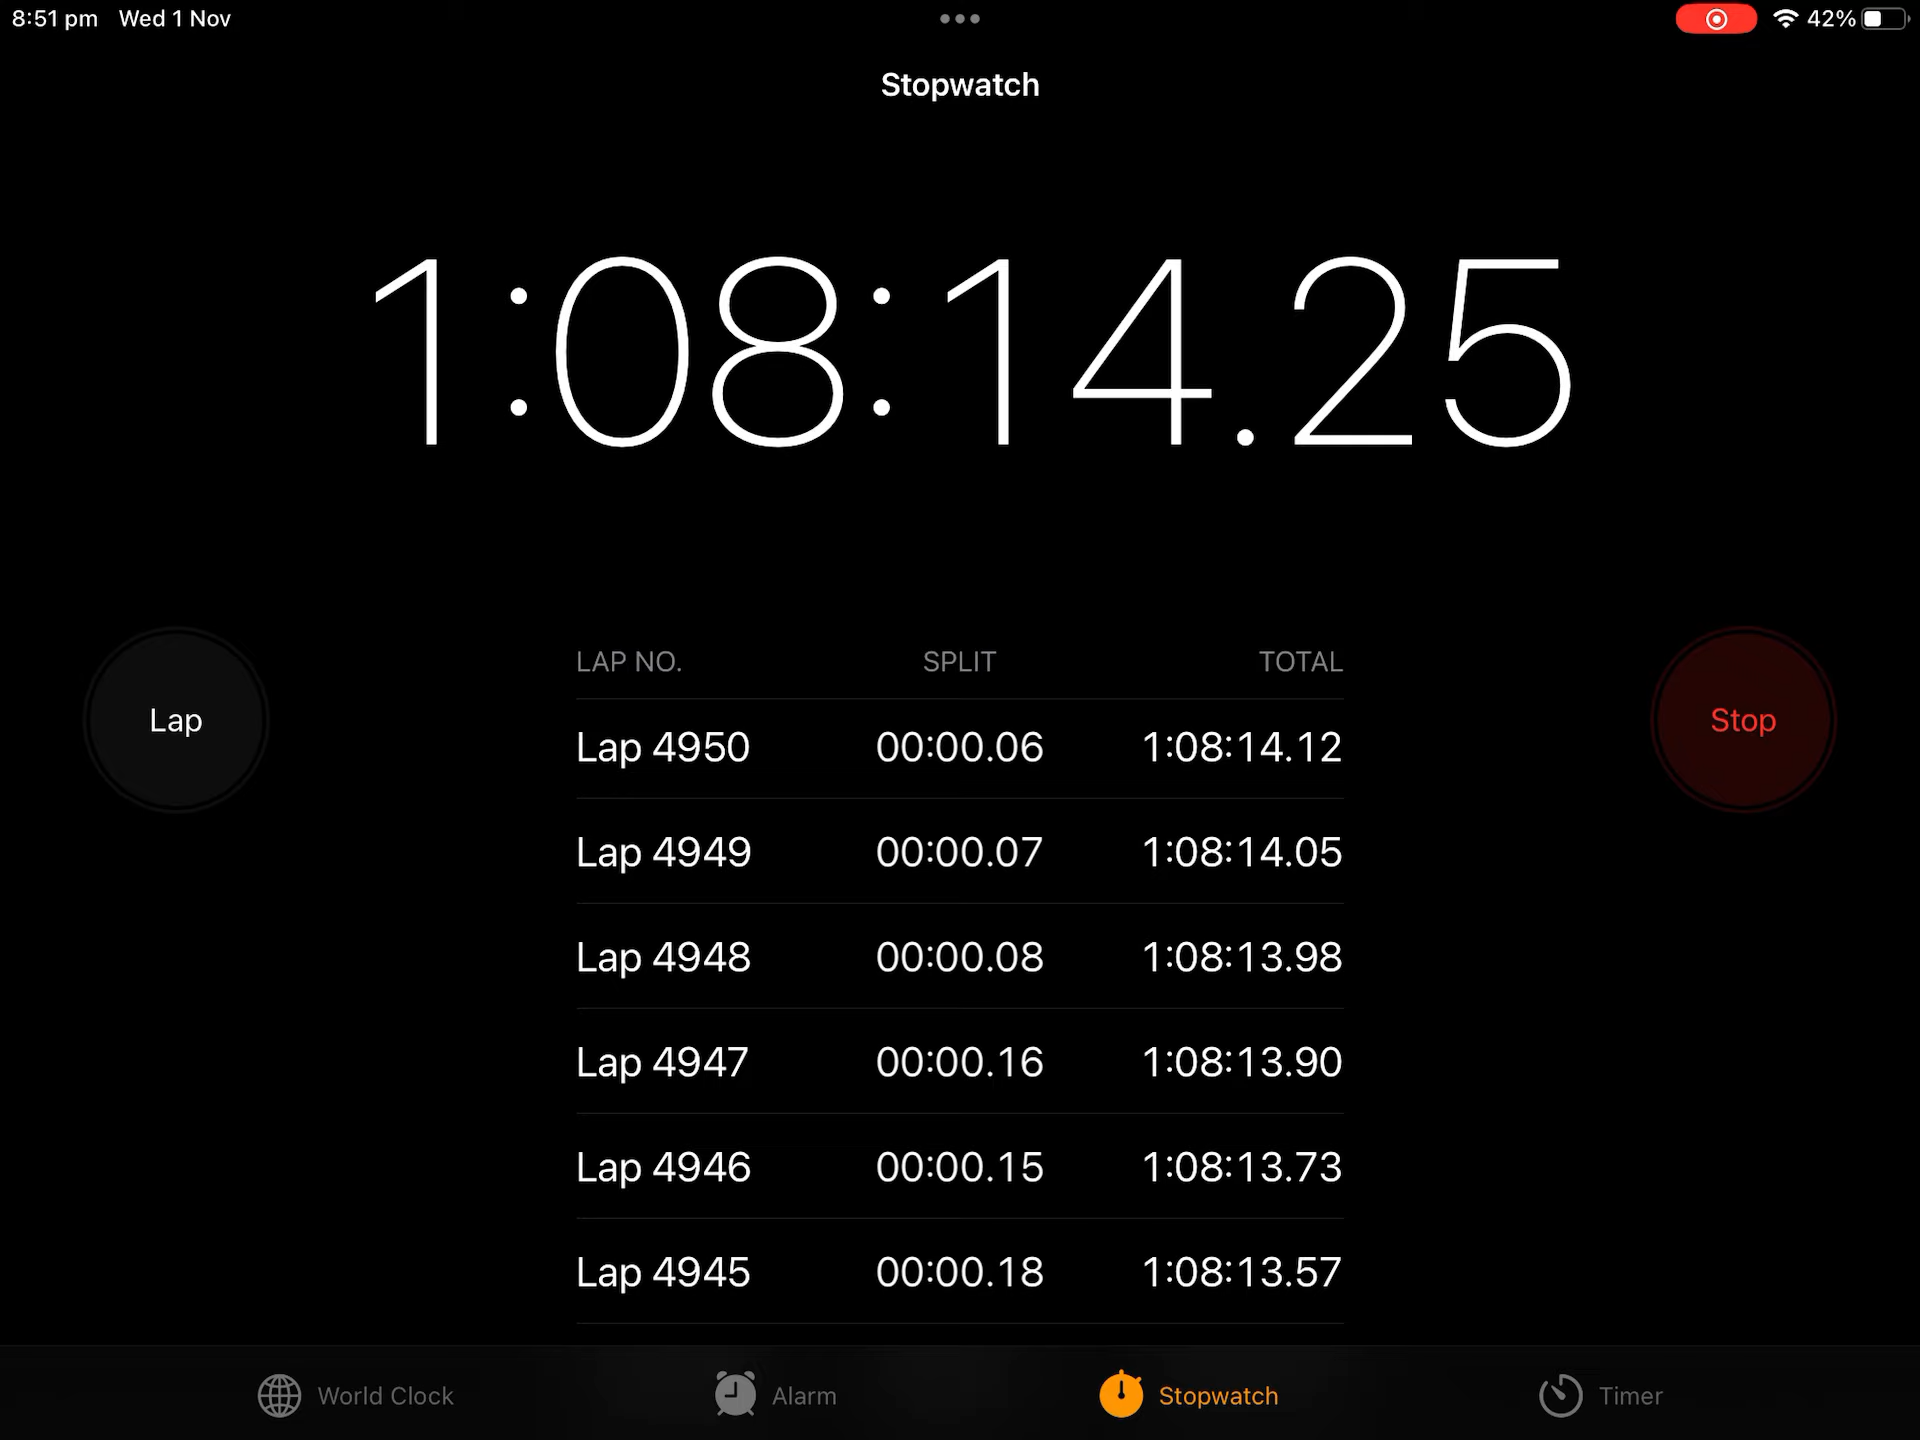 8:51 pm Wed 1 Nov 42%
Stopwatch
1:08:14.25
LAP NO. SPLIT TOTAL
Lap
Stop
Lap 4950 00:00.06 1:08:14.12
Lap 4949 00:00.07 1:08:14.05
Lap 4948 00:00.08 1:08:13.98
Lap 4947 00:00.16 1:08:13.90
Lap 4946 00:00.15 1:08:13.73
Lap 4945 00:00.18 1:08:13.57
World Clock Alarm Stopwatch Timer